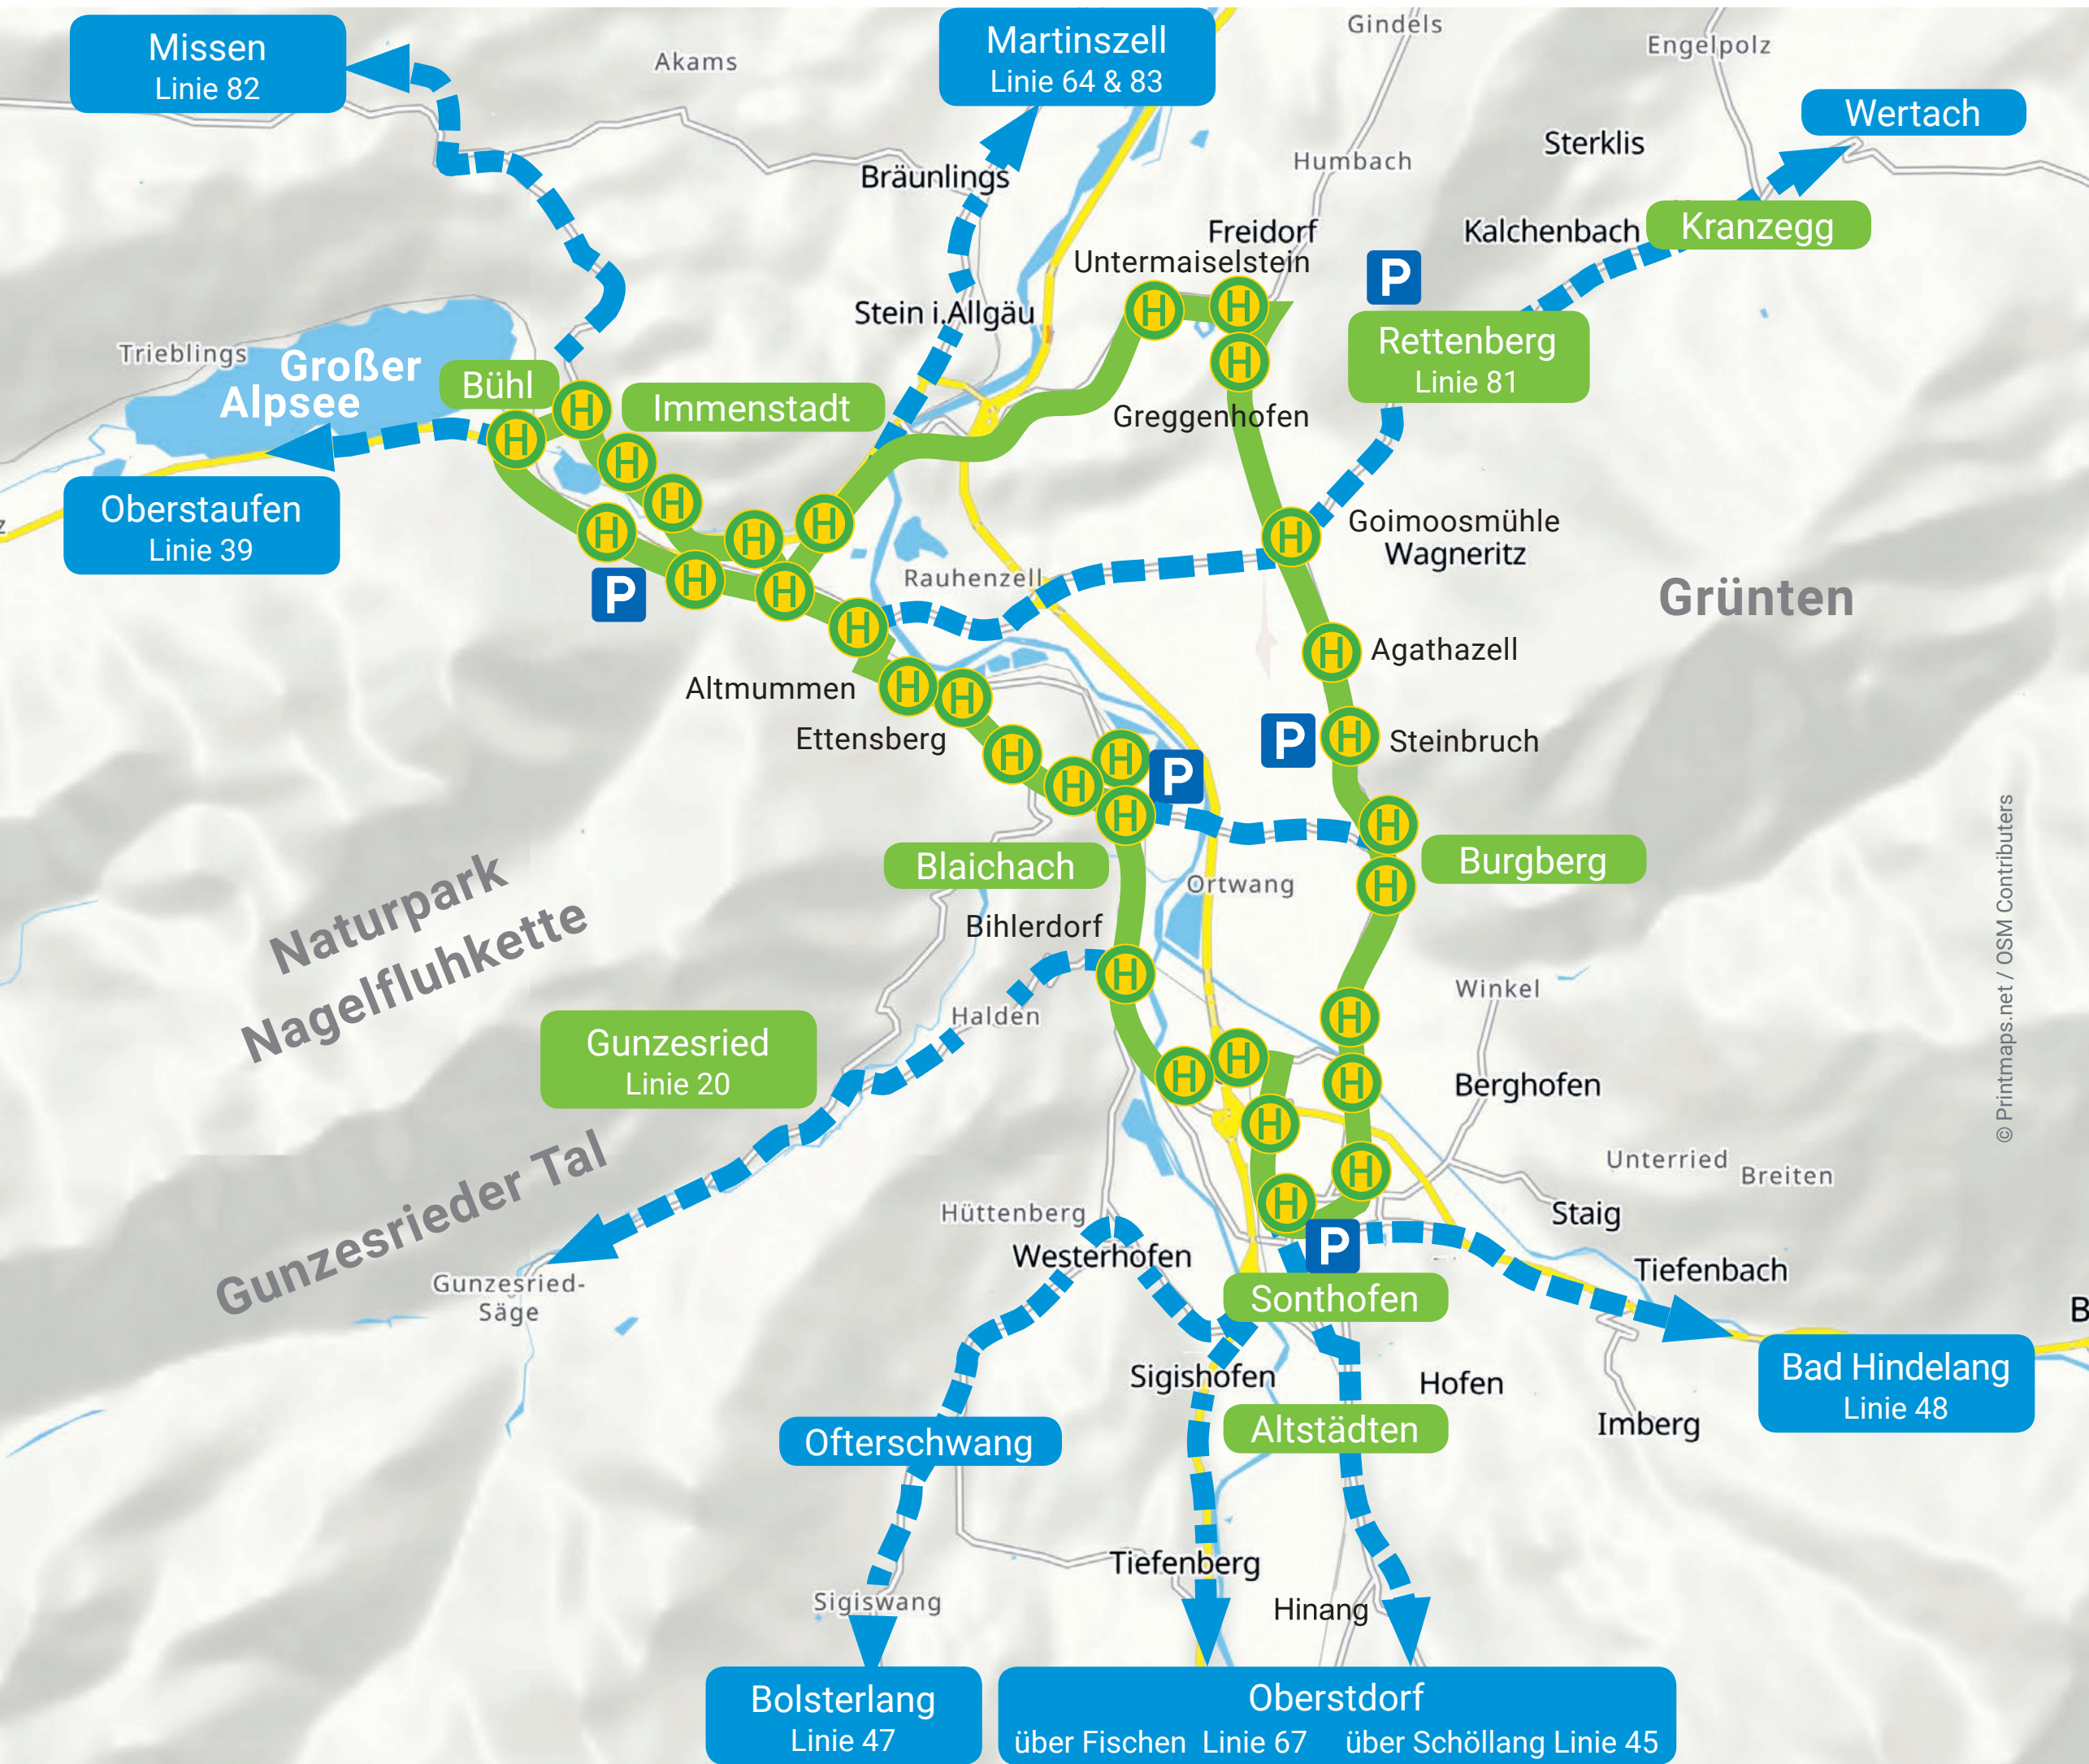 Missen
Linie 82
Martinszell
Linie 64 & 83
Gindels
Engelpolz
Akams
Wertach
Sterklis
Humbach
Bräunlings
Freidorf
Kalchenbach
Kranzegg
Untermaiselstein
P
Stein i.Allgäu
Rettenberg
Linie 81
Trieblings
Großer
Alpsee
Bühl
Immenstadt
Greggenhofen
H
H
H
H
H
H
H
Oberstaufen
Linie 39
z
H
H
H
H
H
H
Goimoosmühle
Wagneritz
P
Rauhenzell
Grünten
H
H
Agathazell
Altmummen
H
H
Ettensberg
H
H
H
H
P
P
H
Steinbruch
H
Blaichach
Burgberg
H
Ortwang
Naturpark
Nagelfluhkette
Bihlerdorf
H
Winkel
Halden
H
Gunzesried
Linie 20
H
H
H
Berghofen
H
Gunzesrieder Tal
Unterried
Breiten
H
H
Hüttenberg
Staig
Westerhofen
P
Tiefenbach
Gunzesried-
Säge
Sonthofen
B
Sigishofen
Hofen
Bad Hindelang
Linie 48
Imberg
Ofterschwang
Altstädten
Tiefenberg
Sigiswang
Hinang
Bolsterlang
Linie 47
Oberstdorf
über Fischen Linie 67 über Schöllang Linie 45
© Printmaps.net / OSM Contributers